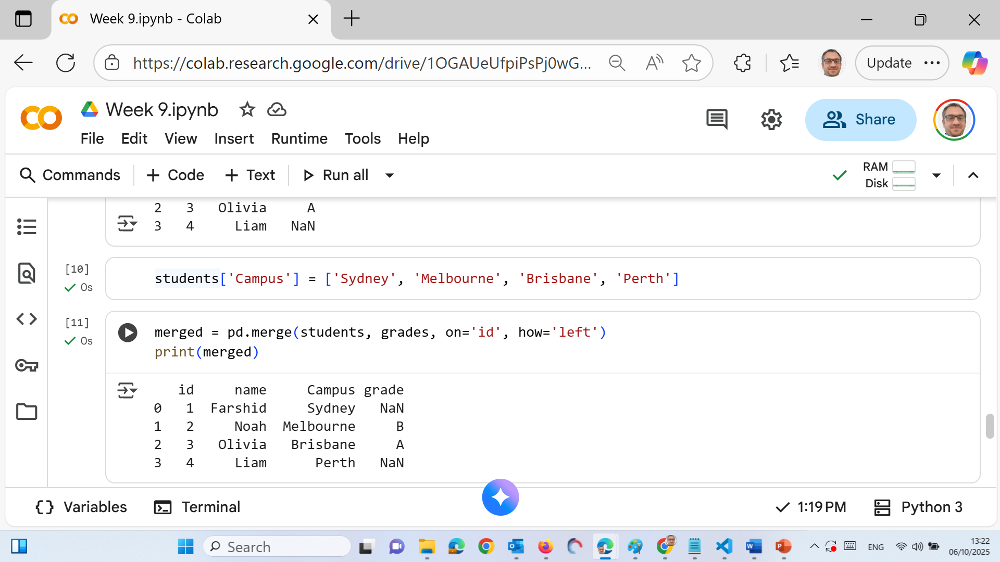 Week 9.ipynb - Colab
https://colab.research.google.com/drive/1OGAUeUfpiPsPj0wG...
Update
Week 9.ipynb
Share
File Edit View Insert Runtime Tools Help
Commands + Code + Text Run all
RAM
Disk
2 3 Olivia A
3 4 Liam NaN
[10]
0s
students['Campus'] = ['Sydney', 'Melbourne', 'Brisbane', 'Perth']
[11]
0s
merged = pd.merge(students, grades, on='id', how='left')
print(merged)
id name Campus grade
0 1 Farshid Sydney NaN
1 2 Noah Melbourne B
2 3 Olivia Brisbane A
3 4 Liam Perth NaN
{} Variables Terminal
1:19 PM Python 3
Search
ENG
13:22
06/10/2025